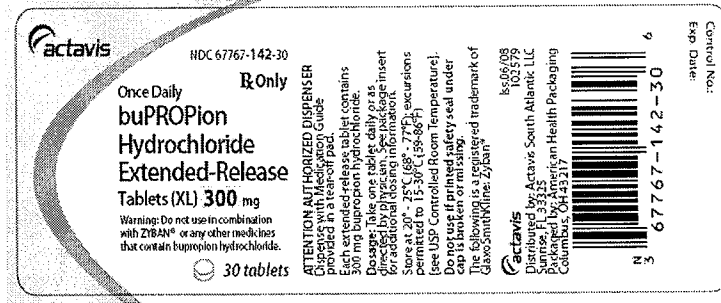 actavis
NDC 67767-142-30
Rx Only
Once Daily
buPROPion
Hydrochloride
Extended-Release
Tablets (XL) 300 mg
Warning: Do not use in combination
with ZYBAN® or any other medicines
that contain bupropion hydrochloride.
30 tablets
ATTENTION AUTHORIZED DISPENSER
Dispense with Medication Guide
provided in a tear-off pad.
Each extended-release tablet contains
300 mg bupropion hydrochloride.
Dosage: Take one tablet daily or as
directed by physician. See package insert
for additional dosing information.
Store at 20° - 25°C (68° - 77°F); excursions
permitted to 15-30°C (59-86°F)
[see USP Controlled Room Temperature].
Do not use if printed safety seal under
cap is broken or missing.
The following is a registered trademark of
GlaxoSmithKline: Zyban®
actavis
Iss.06/08
102579
Distributed by: Actavis South Atlantic LLC
Sunrise, FL 33325
Packaged by: American Health Packaging
Columbus, OH 43217
N
3 67767-142-30 6
Control No.:
Exp Date: